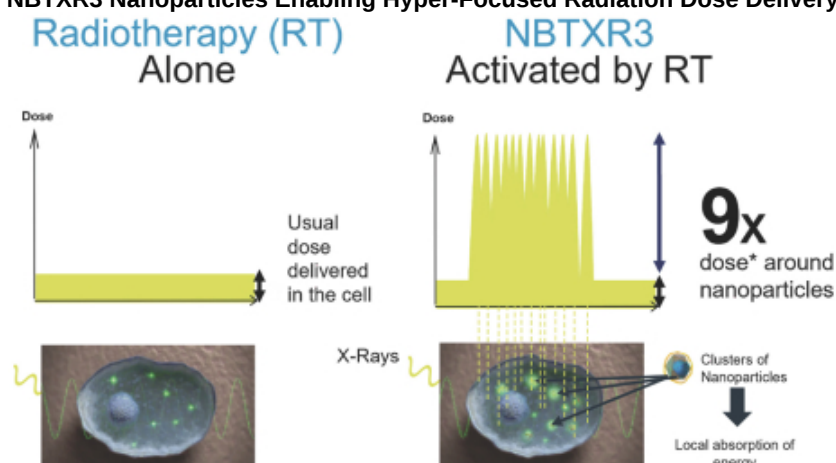 NBTXR3 Nanoparticles Enabling Hyper-Focused Radiation Dose Delivery
Radiotherapy (RT)
Alone
Dose
Usual
dose
delivered
in the cell
NBTXR3
Activated by RT
Dose
9x
dose* around
nanoparticles
X-Rays
Clusters of
Nanoparticles
Local absorption of
energy